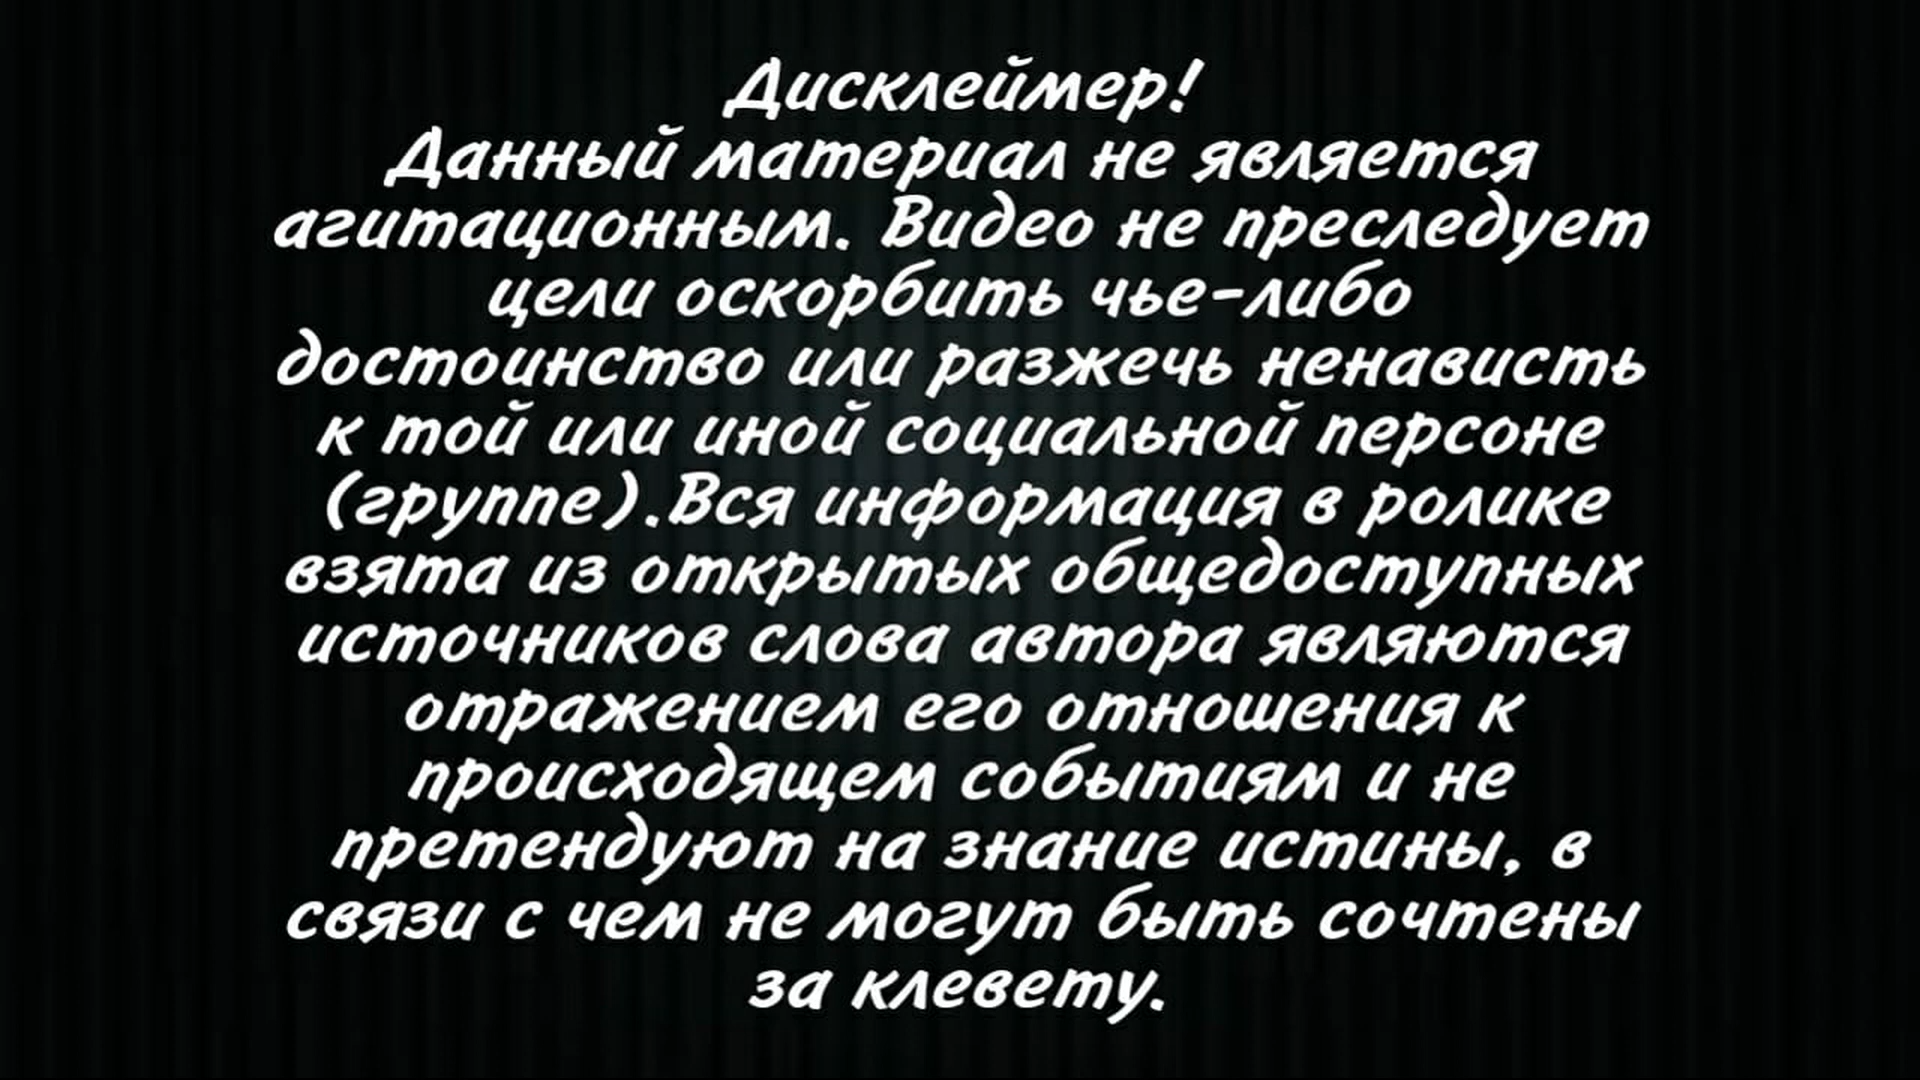 Дисклеймер!
Данный материал не является
агитационным. Видео не преследует
цели оскорбить чье-либо
достоинство или разжечь ненависть
к той или иной социальной персоне
(группе).Вся информация в ролике
взята из открытых общедоступных
источников слова автора являются
отражением его отношения к
происходящем событиям и не
претендуют на знание истины, в
связи с чем не могут быть сочтены
за клевету.